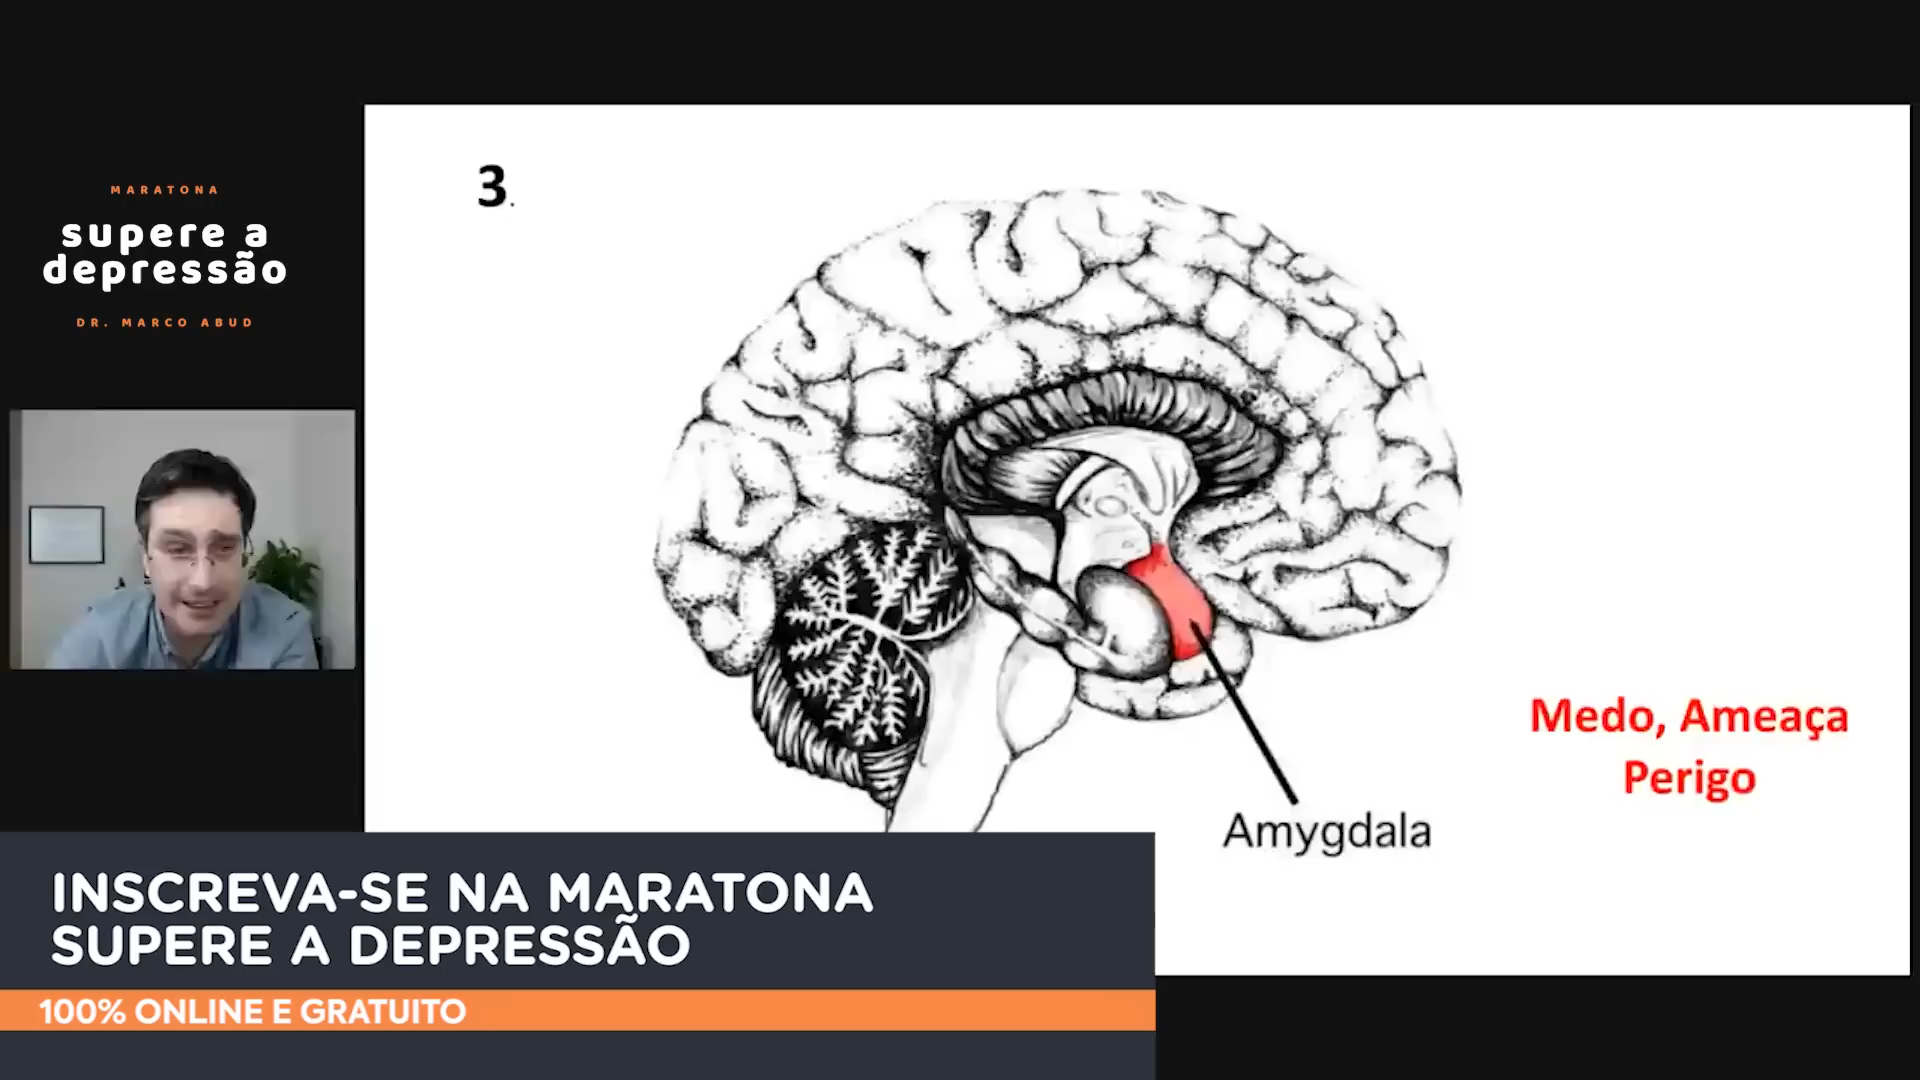 MARATONA
supere a
depressão
DR. MARCO ABUD
3.
Medo, Ameaça
Perigo
Amygdala
INSCREVA-SE NA MARATONA
SUPERE A DEPRESSÃO
100% ONLINE E GRATUITO